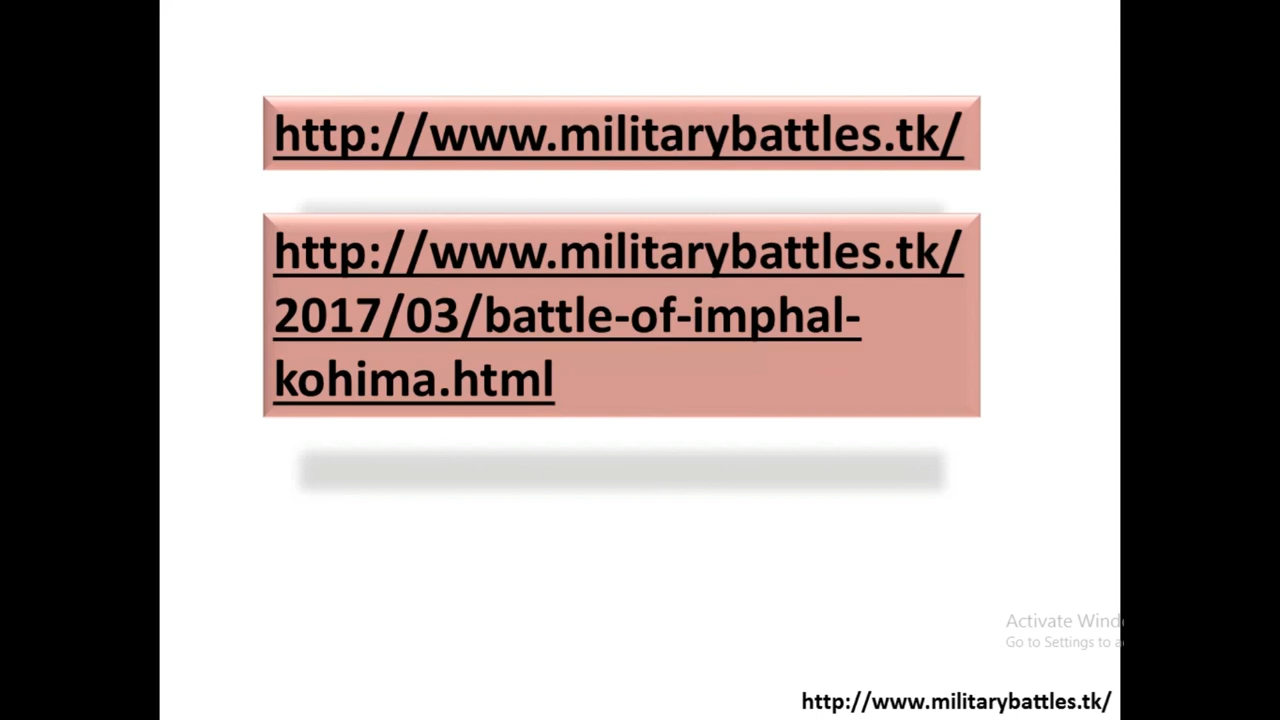 http://www.militarybattles.tk/
http://www.militarybattles.tk/
2017/03/battle-of-imphal-
kohima.html
Activate Wind
Go to Settings to a
http://www.militarybattles.tk/